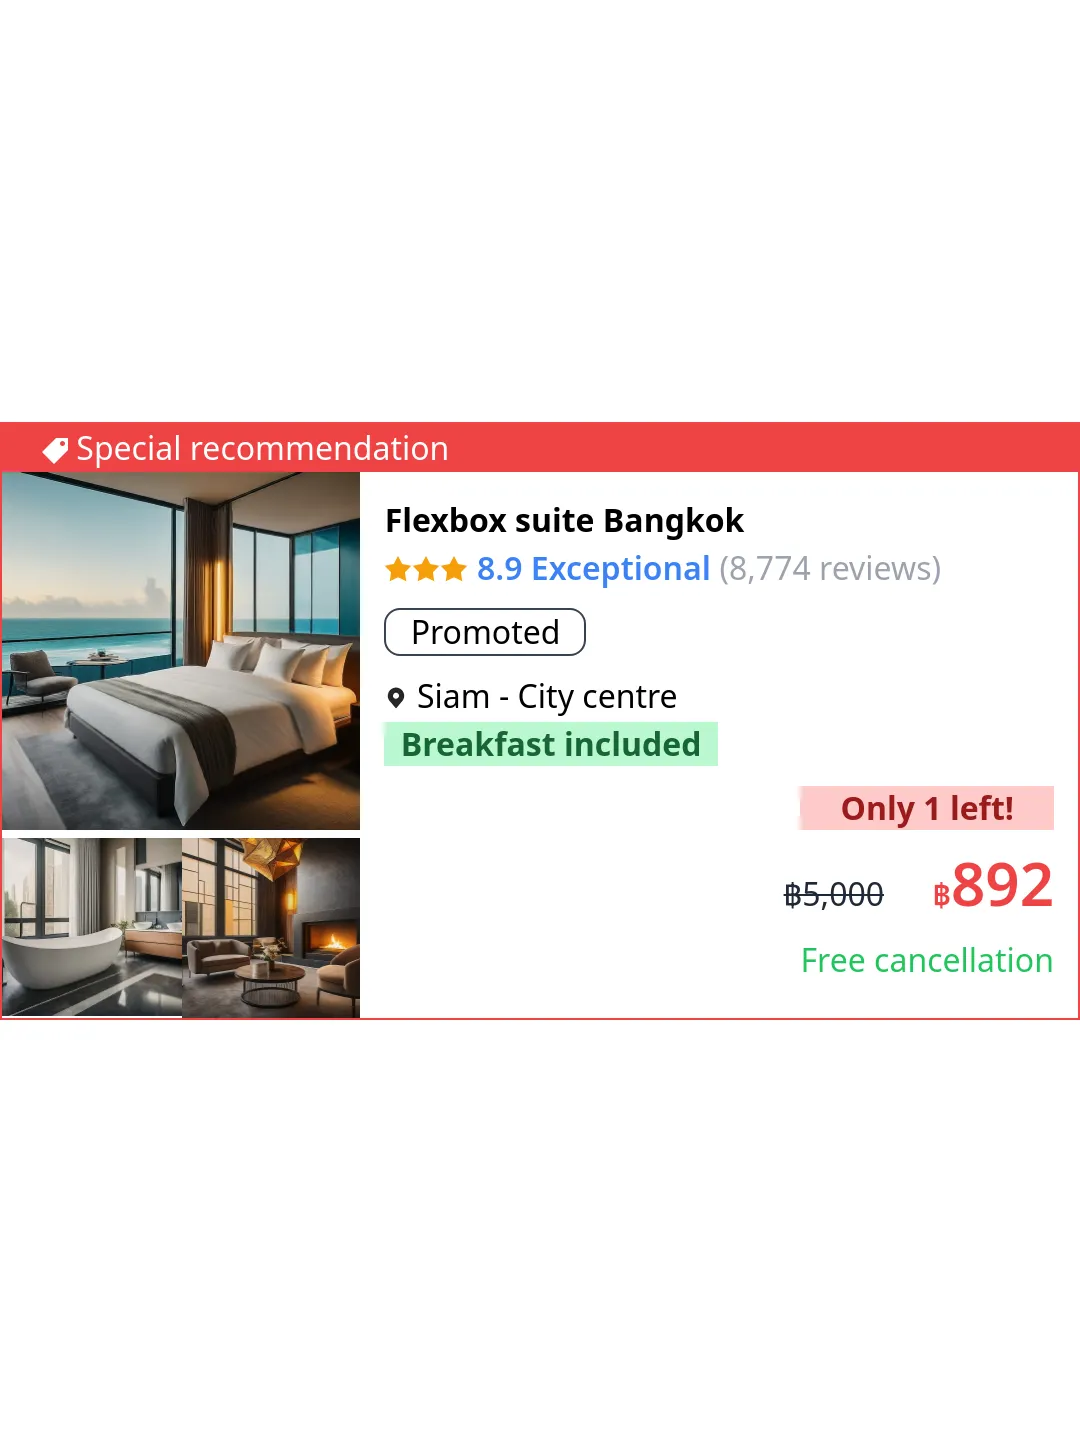 Special recommendation
Flexbox suite Bangkok
8.9 Exceptional (8,774 reviews)
Promoted
Siam - City centre
Breakfast included
Only 1 left!
฿5,000 ฿892
Free cancellation